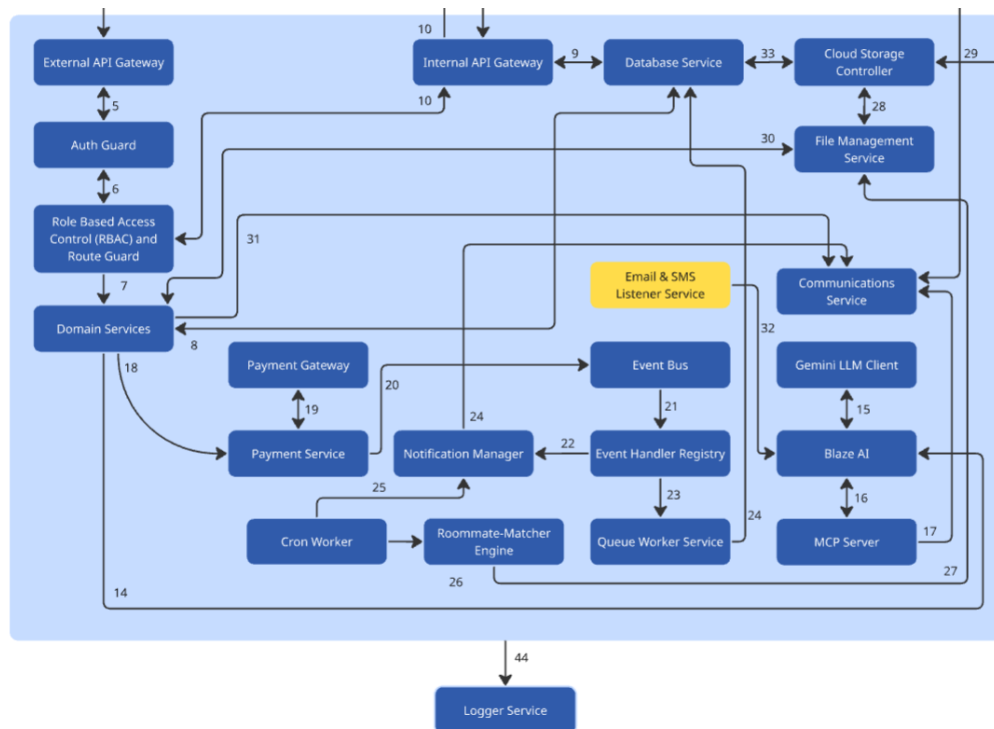 10
External API Gateway
Internal API Gateway
9
Database Service
33
Cloud Storage
Controller
29
5
10
28
Auth Guard
30
File Management
Service
6
Role Based Access
Control (RBAC) and
Route Guard
31
7
Email & SMS
Listener Service
Communications
Service
Domain Services
8
32
18
Payment Gateway
Event Bus
Gemini LLM Client
20
19
24
21
15
Payment Service
Notification Manager
22
Event Handler Registry
Blaze AI
25
23
16
24
Cron Worker
Roommate-Matcher
Engine
Queue Worker Service
MCP Server
17
26
27
14
44
Logger Service